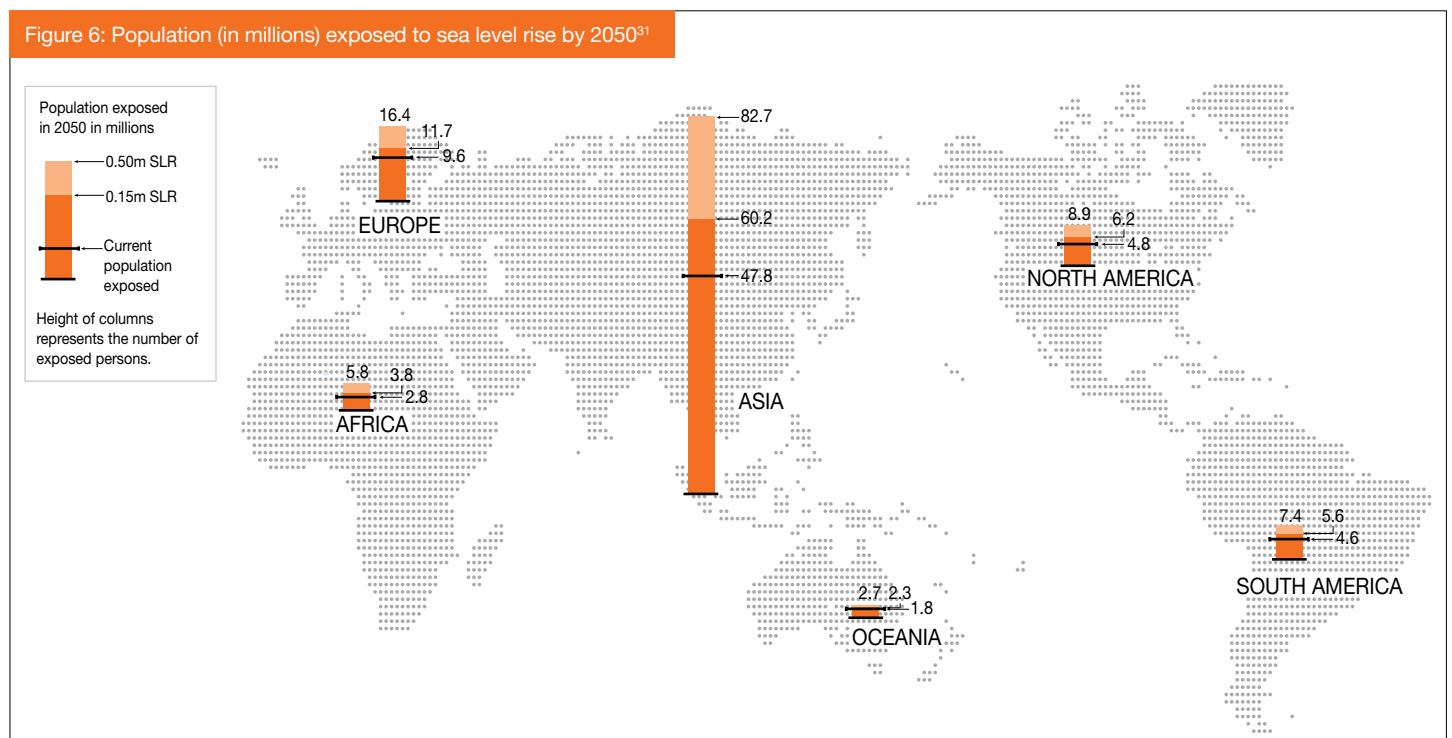 Figure 6: Population (in millions) exposed to sea level rise by 2050³¹
Population exposed
in 2050 in millions
0.50m SLR
0.15m SLR
Current
population
exposed
Height of columns
represents the number of
exposed persons.
16.4
11.7
9.6
EUROPE
5.8
3.8
2.8
AFRICA
82.7
60.2
47.8
ASIA
2.7
2.3
1.8
OCEANIA
8.9
6.2
4.8
NORTH AMERICA
7.4
5.6
4.6
SOUTH AMERICA